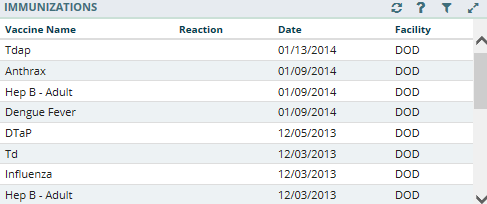 IMMUNIZATIONS ?
Vaccine Name Reaction Date Facility
Tdap 01/13/2014 DOD
Anthrax 01/09/2014 DOD
Hep B - Adult 01/09/2014 DOD
Dengue Fever 01/09/2014 DOD
DTaP 12/05/2013 DOD
Td 12/03/2013 DOD
Influenza 12/03/2013 DOD
Hep B - Adult 12/03/2013 DOD